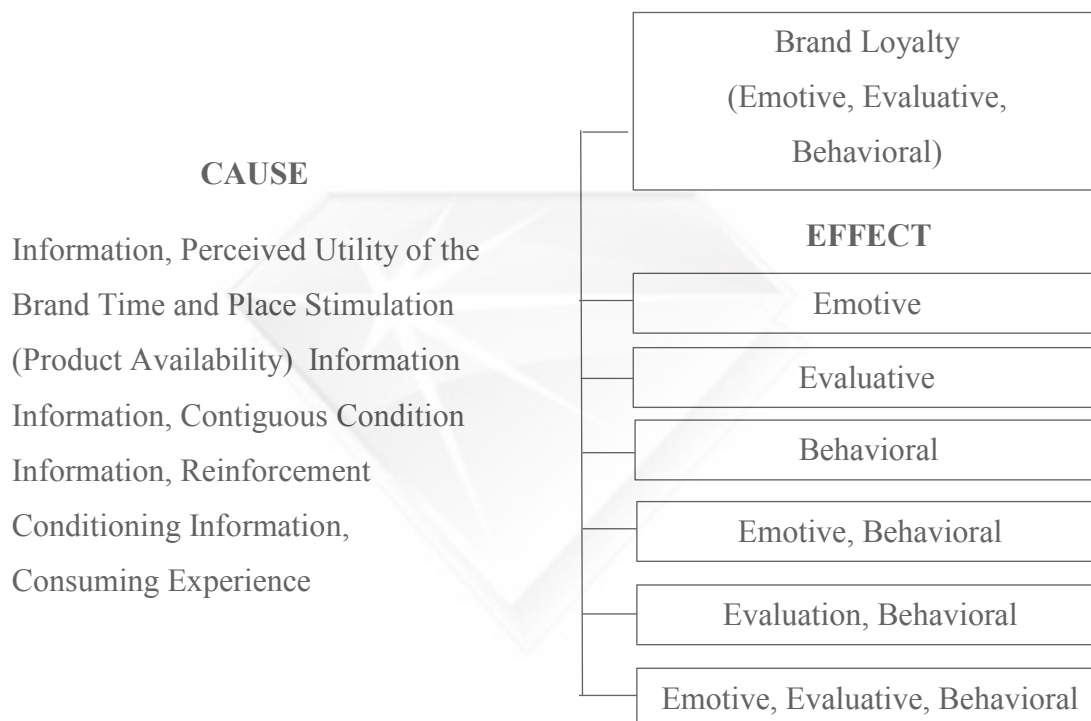 Brand Loyalty
(Emotive, Evaluative,
Behavioral)
CAUSE
Information, Perceived Utility of the
Brand Time and Place Stimulation
(Product Availability) Information
Information, Contiguous Condition
Information, Reinforcement
Conditioning Information,
Consuming Experience
EFFECT
Emotive
Evaluative
Behavioral
Emotive, Behavioral
Evaluation, Behavioral
Emotive, Evaluative, Behavioral